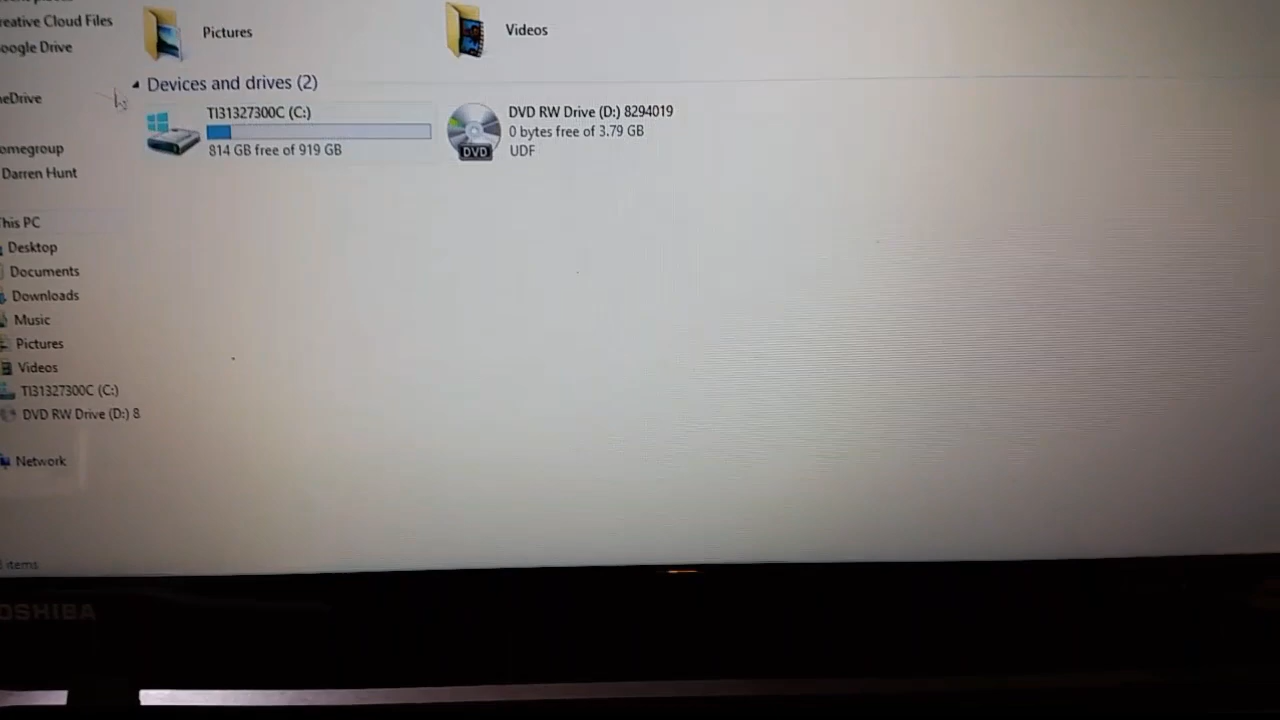 reative Cloud Files
oogle Drive
neDrive
omegroup
Darren Hunt
This PC
Desktop
Documents
Downloads
Music
Pictures
Videos
TI31327300C (C:)
DVD RW Drive (D:) 8
Network
items
Pictures
Videos
Devices and drives (2)
TI31327300C (C:)
814 GB free of 919 GB
DVD RW Drive (D:) 8294019
0 bytes free of 3.79 GB
UDF
DVD
OSHIBA